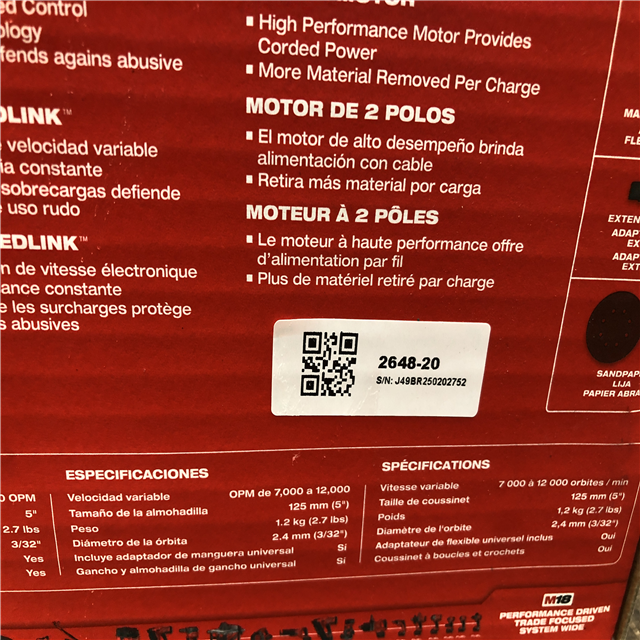 Control
fends agains abusive
MOTOR
High Performance Motor Provides
Corded Power
More Material Removed Per Charge
MOTOR DE 2 POLOS
El motor de alto desempeño brinda
alimentación con cable
Retira más material por carga
MOTEUR À 2 PÔLES
Le moteur à haute performance offre
d'alimentation par fil
Plus de matériel retiré par charge
DLINK™
velocidad variable
ía constante
sobrecargas defiende
uso rudo
EDLINK™
n de vitesse électronique
ance constante
e les surcharges protège
s abusives
2648-20
S/N: J49BR250202752
EXTEN
ADAP
EX
ADAPT
EXT
SANDPAP
LIJA
PAPIER ABRA
0 OPM
5"
2.7 lbs
3/32"
Yes
Yes
ESPECIFICACIONES
Velocidad variable OPM de 7,000 a 12,000
Tamaño de la almohadilla 125 mm (5")
Peso 1.2 kg (2.7 lbs)
Diámetro de la órbita 2.4 mm (3/32")
Incluye adaptador de manguera universal Sí
Gancho y almohadilla de gancho universal Sí
SPÉCIFICATIONS
Vitesse variable 7 000 à 12 000 orbites / min
Taille de coussinet 125 mm (5")
Poids 1,2 kg (2.7 lbs)
Diamètre de l'orbite 2,4 mm (3/32")
Adaptateur de flexible universel inclus Oui
Coussinet à boucles et crochets Oui
M18
PERFORMANCE DRIVEN
TRADE FOCUSED
SYSTEM WIDE